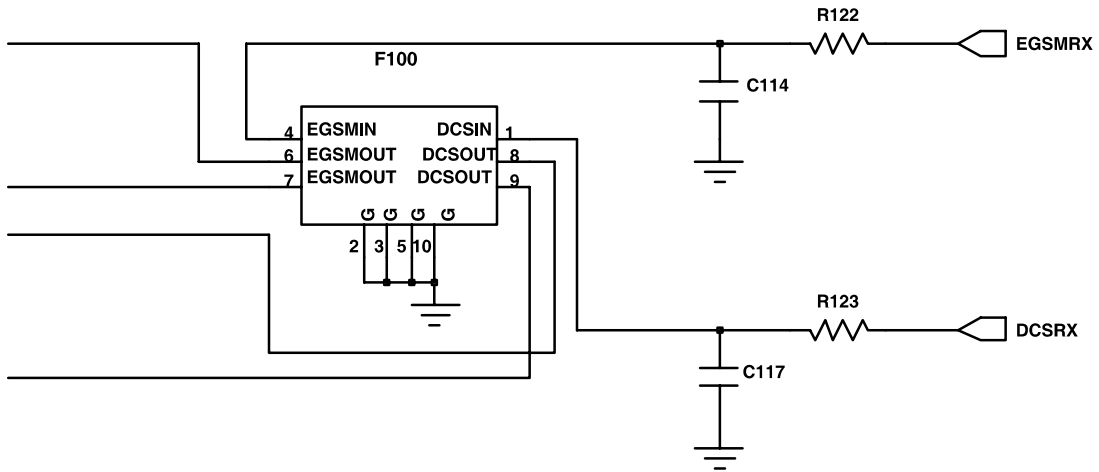 R122
EGSMRX
F100
C114
4 EGSMIN DCSIN 1
6 EGSMOUT DCSOUT 8
7 EGSMOUT DCSOUT 9
G G G G
2 3 5 10
R123
DCSRX
C117